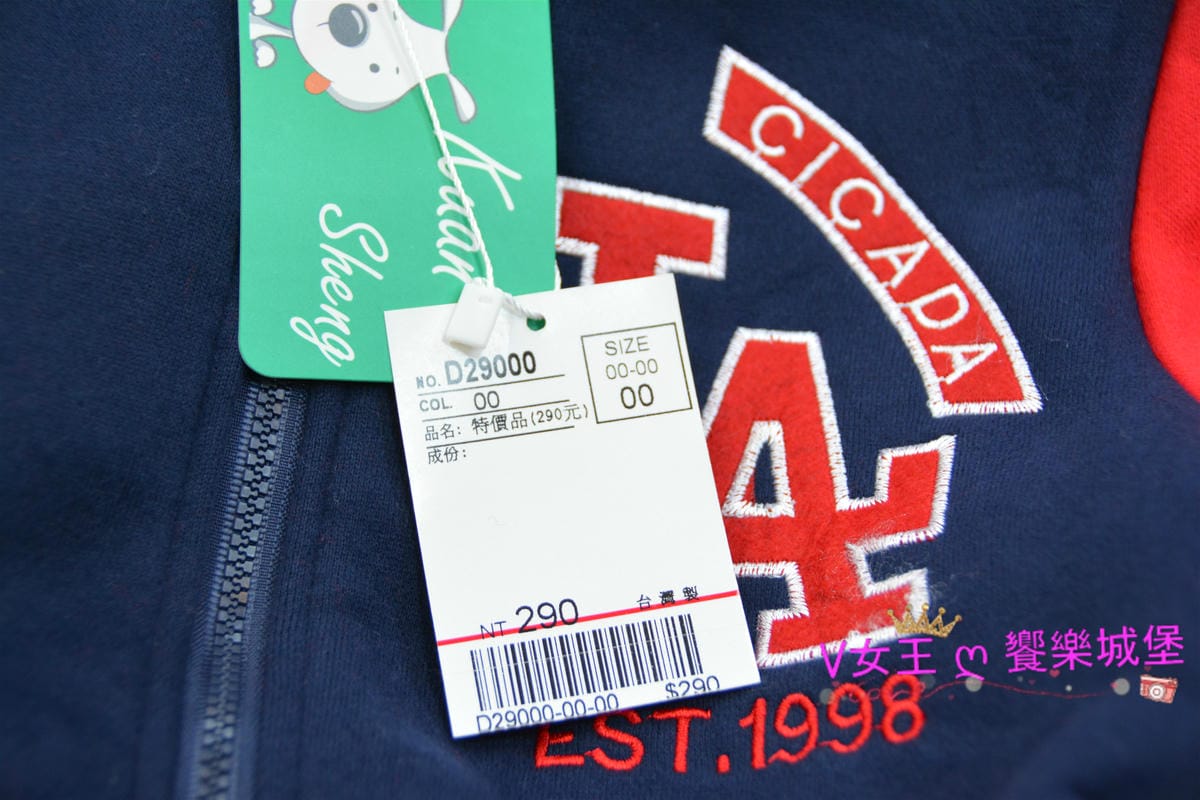 Kuan
Sheng
CICADA
NO. D29000
COL. 00
品名: 特價品(290元)
成份:
SIZE
00-00
00
NT 290
台灣製
D29000-00-00
$290
EST.1998
V女王 ღ 饗樂城堡